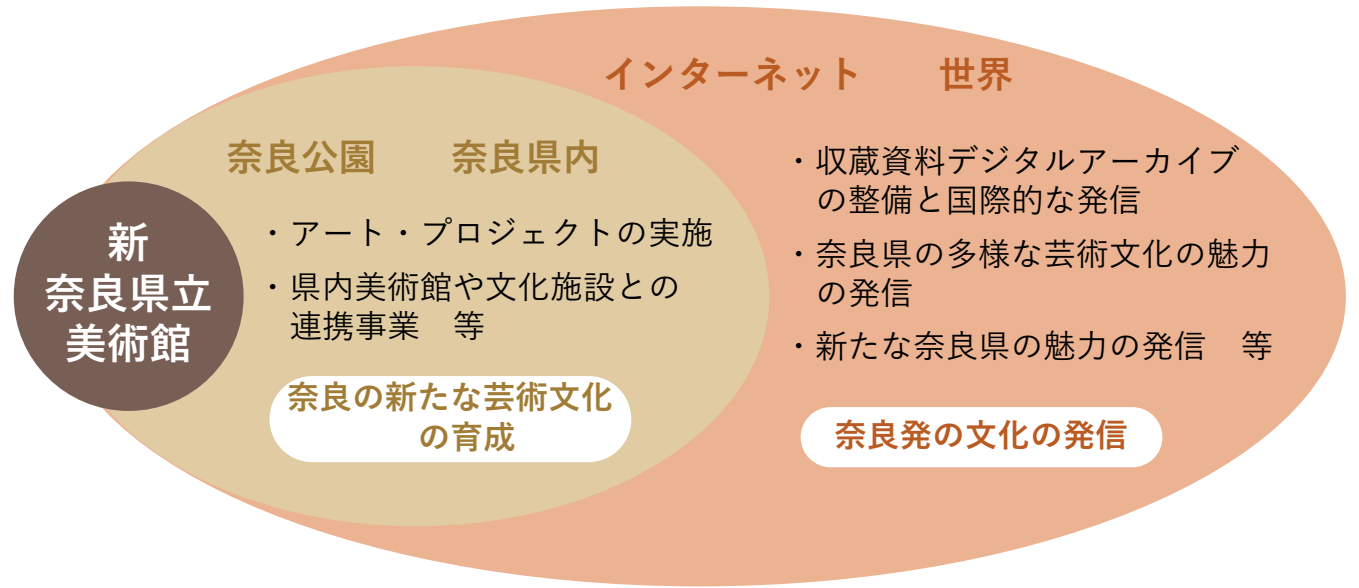 新
奈良県立
美術館
奈良公園　　奈良県内
・アート・プロジェクトの実施
・県内美術館や文化施設との
連携事業　等
奈良の新たな芸術文化
の育成
インターネット　　世界
・収蔵資料デジタルアーカイブ
の整備と国際的な発信
・奈良県の多様な芸術文化の魅力
の発信
・新たな奈良県の魅力の発信　等
奈良発の文化の発信